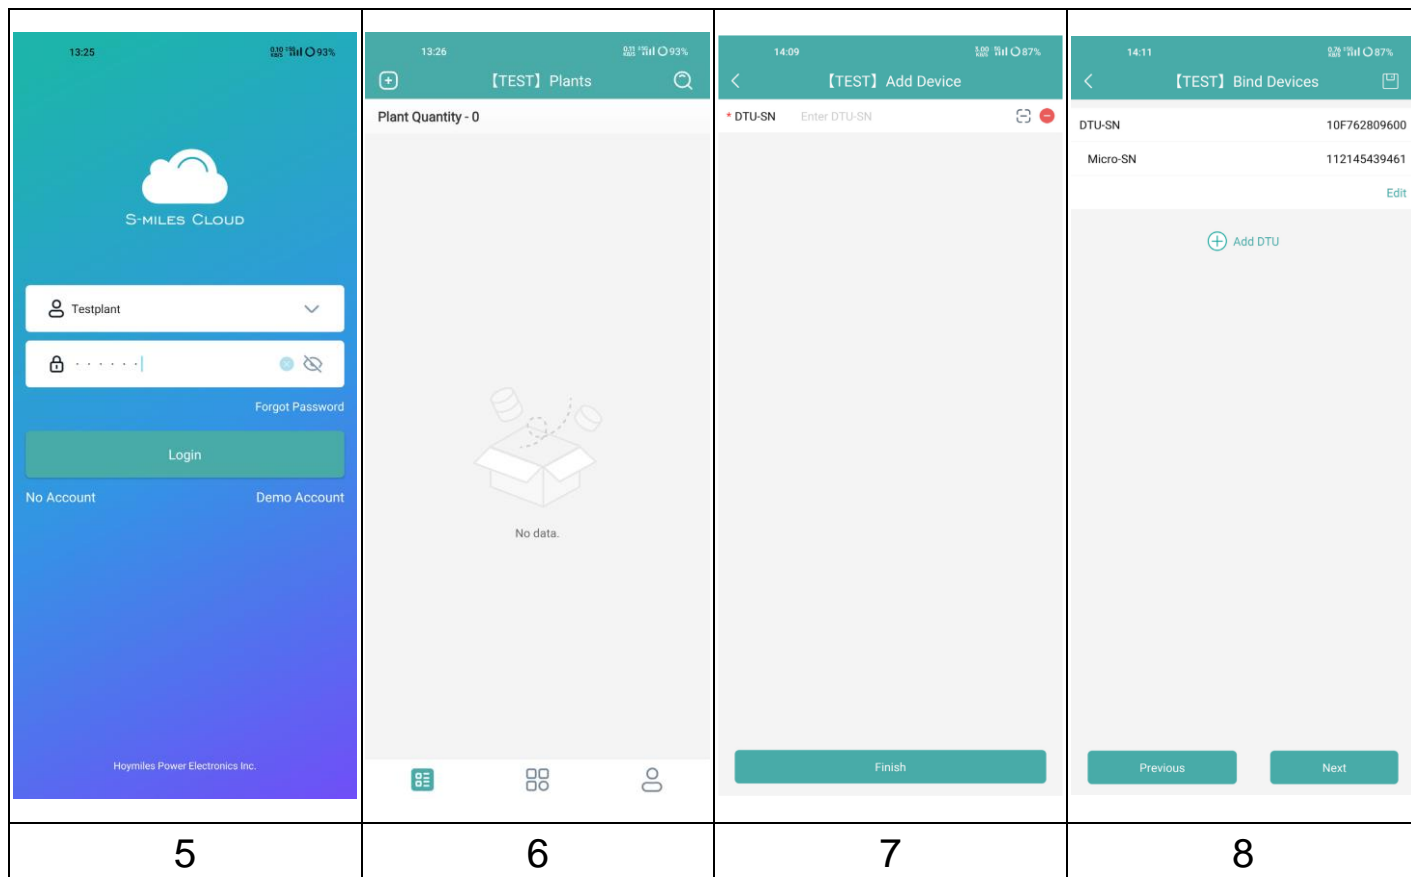 13:25
93%
S-MILES CLOUD
Testplant
Forgot Password
Login
No Account
Demo Account
Hoymiles Power Electronics Inc.
5
13:26
93%
【TEST】Plants
Plant Quantity - 0
No data.
6
14:09
87%
【TEST】Add Device
* DTU-SN Enter DTU-SN
Finish
7
14:11
87%
【TEST】Bind Devices
DTU-SN 10F762809600
Micro-SN 112145439461
Edit
Add DTU
Previous
Next
8